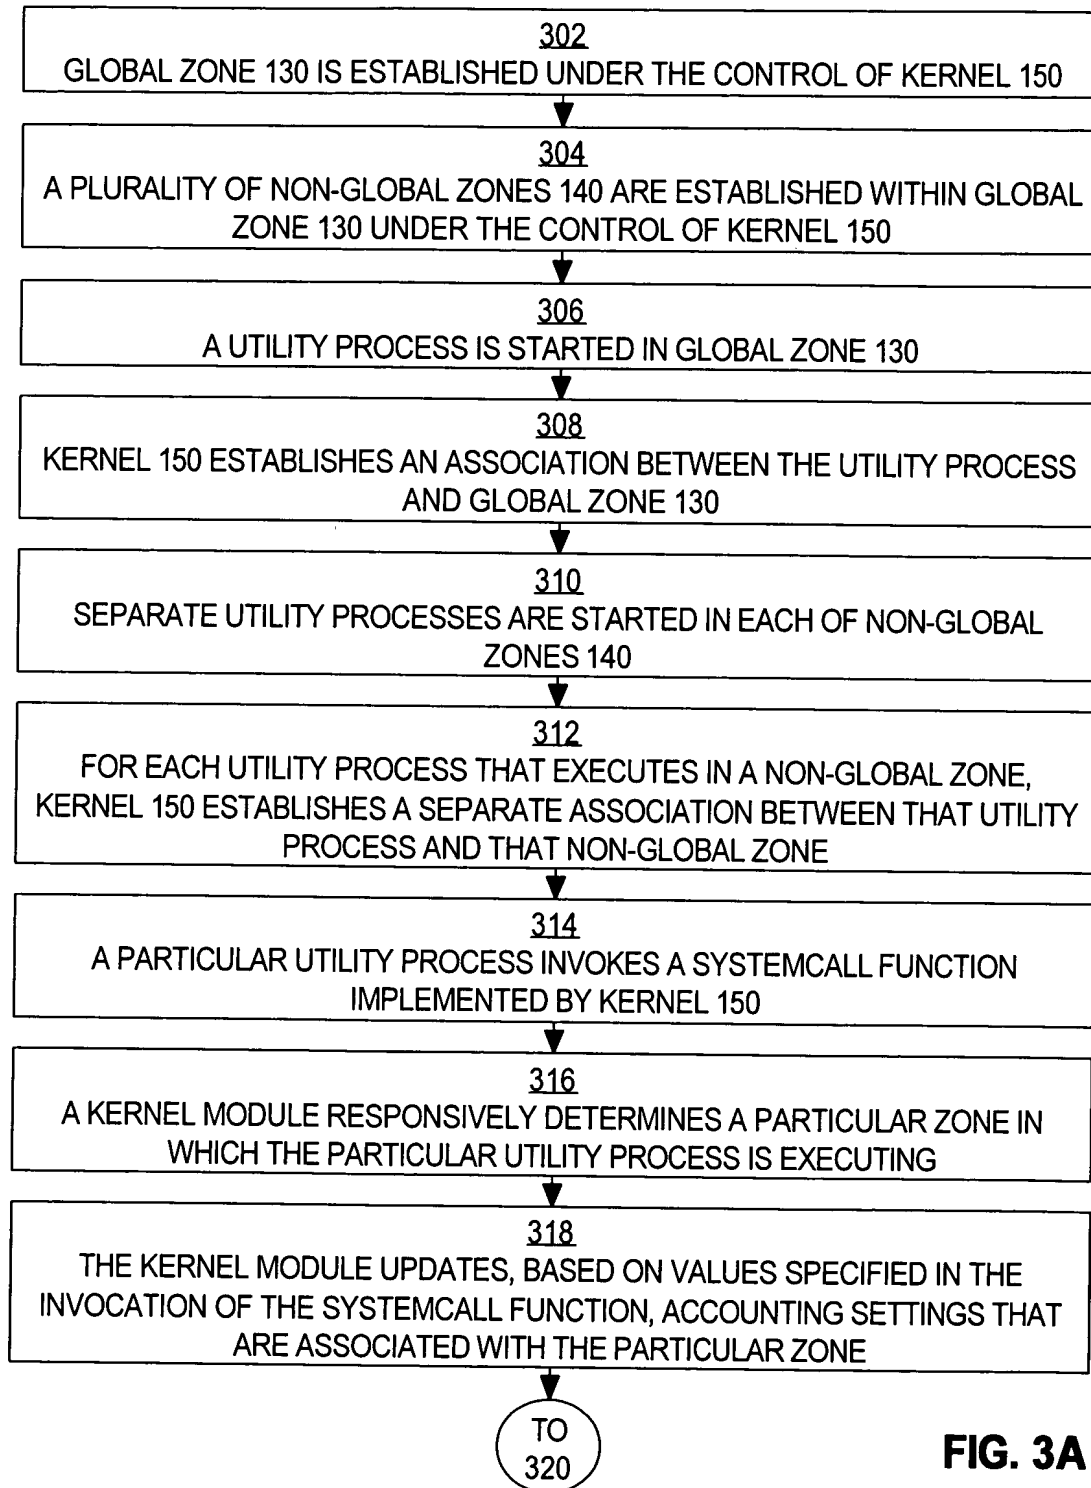 302
GLOBAL ZONE 130 IS ESTABLISHED UNDER THE CONTROL OF KERNEL 150
304
A PLURALITY OF NON-GLOBAL ZONES 140 ARE ESTABLISHED WITHIN GLOBAL
ZONE 130 UNDER THE CONTROL OF KERNEL 150
306
A UTILITY PROCESS IS STARTED IN GLOBAL ZONE 130
308
KERNEL 150 ESTABLISHES AN ASSOCIATION BETWEEN THE UTILITY PROCESS
AND GLOBAL ZONE 130
310
SEPARATE UTILITY PROCESSES ARE STARTED IN EACH OF NON-GLOBAL
ZONES 140
312
FOR EACH UTILITY PROCESS THAT EXECUTES IN A NON-GLOBAL ZONE,
KERNEL 150 ESTABLISHES A SEPARATE ASSOCIATION BETWEEN THAT UTILITY
PROCESS AND THAT NON-GLOBAL ZONE
314
A PARTICULAR UTILITY PROCESS INVOKES A SYSTEMCALL FUNCTION
IMPLEMENTED BY KERNEL 150
316
A KERNEL MODULE RESPONSIVELY DETERMINES A PARTICULAR ZONE IN
WHICH THE PARTICULAR UTILITY PROCESS IS EXECUTING
318
THE KERNEL MODULE UPDATES, BASED ON VALUES SPECIFIED IN THE
INVOCATION OF THE SYSTEMCALL FUNCTION, ACCOUNTING SETTINGS THAT
ARE ASSOCIATED WITH THE PARTICULAR ZONE
TO
320
FIG. 3A